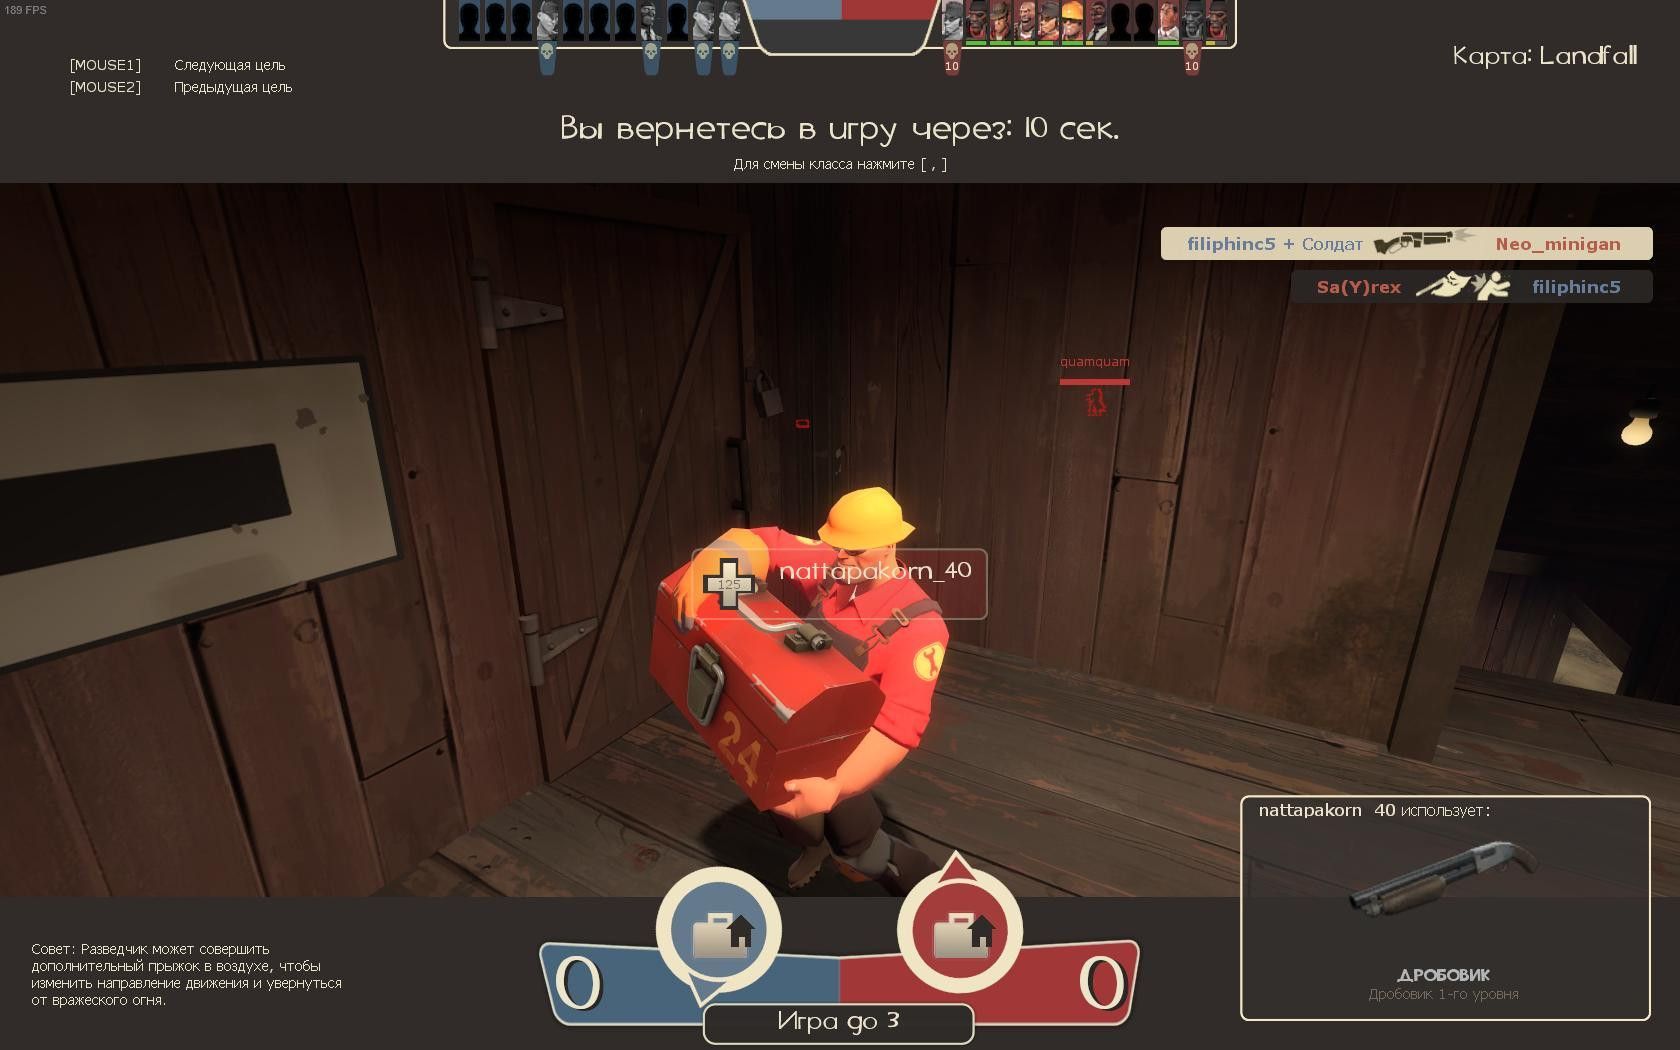 189 FPS
[MOUSE1] Следующая цель
[MOUSE2] Предыдущая цель
10
10
Карта: Landfall
Вы вернетесь в игру через: 10 сек.
Для смены класса нажмите [ , ]
filiphinc5 + Солдат Neo_minigan
Sa(Y)rex filiphinc5
quamquam
125 nattapakorn_40
24
nattapakorn_40 использует:
ДРОБОВИК
Дробовик 1-го уровня
Совет: Разведчик может совершить
дополнительный прыжок в воздухе, чтобы
изменить направление движения и увернуться
от вражеского огня.
0 0
Игра до 3